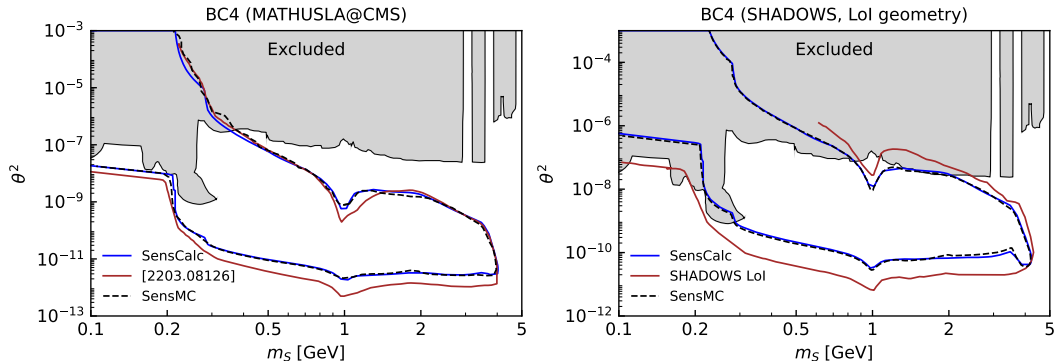 BC4 (MATHUSLA@CMS)
Excluded
10⁻³
10⁻⁵
10⁻⁷
10⁻⁹
10⁻¹¹
10⁻¹³
θ²
SensCalc
[2203.08126]
SensMC
0.1 0.2 0.5 1 2 5
m_S [GeV]
BC4 (SHADOWS, LoI geometry)
Excluded
10⁻⁴
10⁻⁶
10⁻⁸
10⁻¹⁰
10⁻¹²
θ²
SensCalc
SHADOWS LoI
SensMC
0.1 0.2 0.5 1 2 5
m_S [GeV]